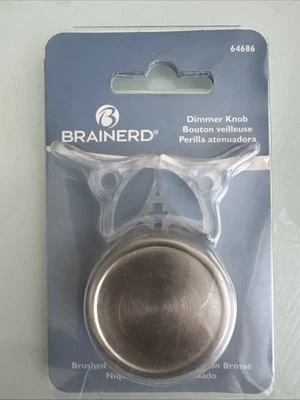 64686
BRAINERD®
Dimmer Knob
Bouton veilleuse
Perilla atenuadora
Brushed
Brosse